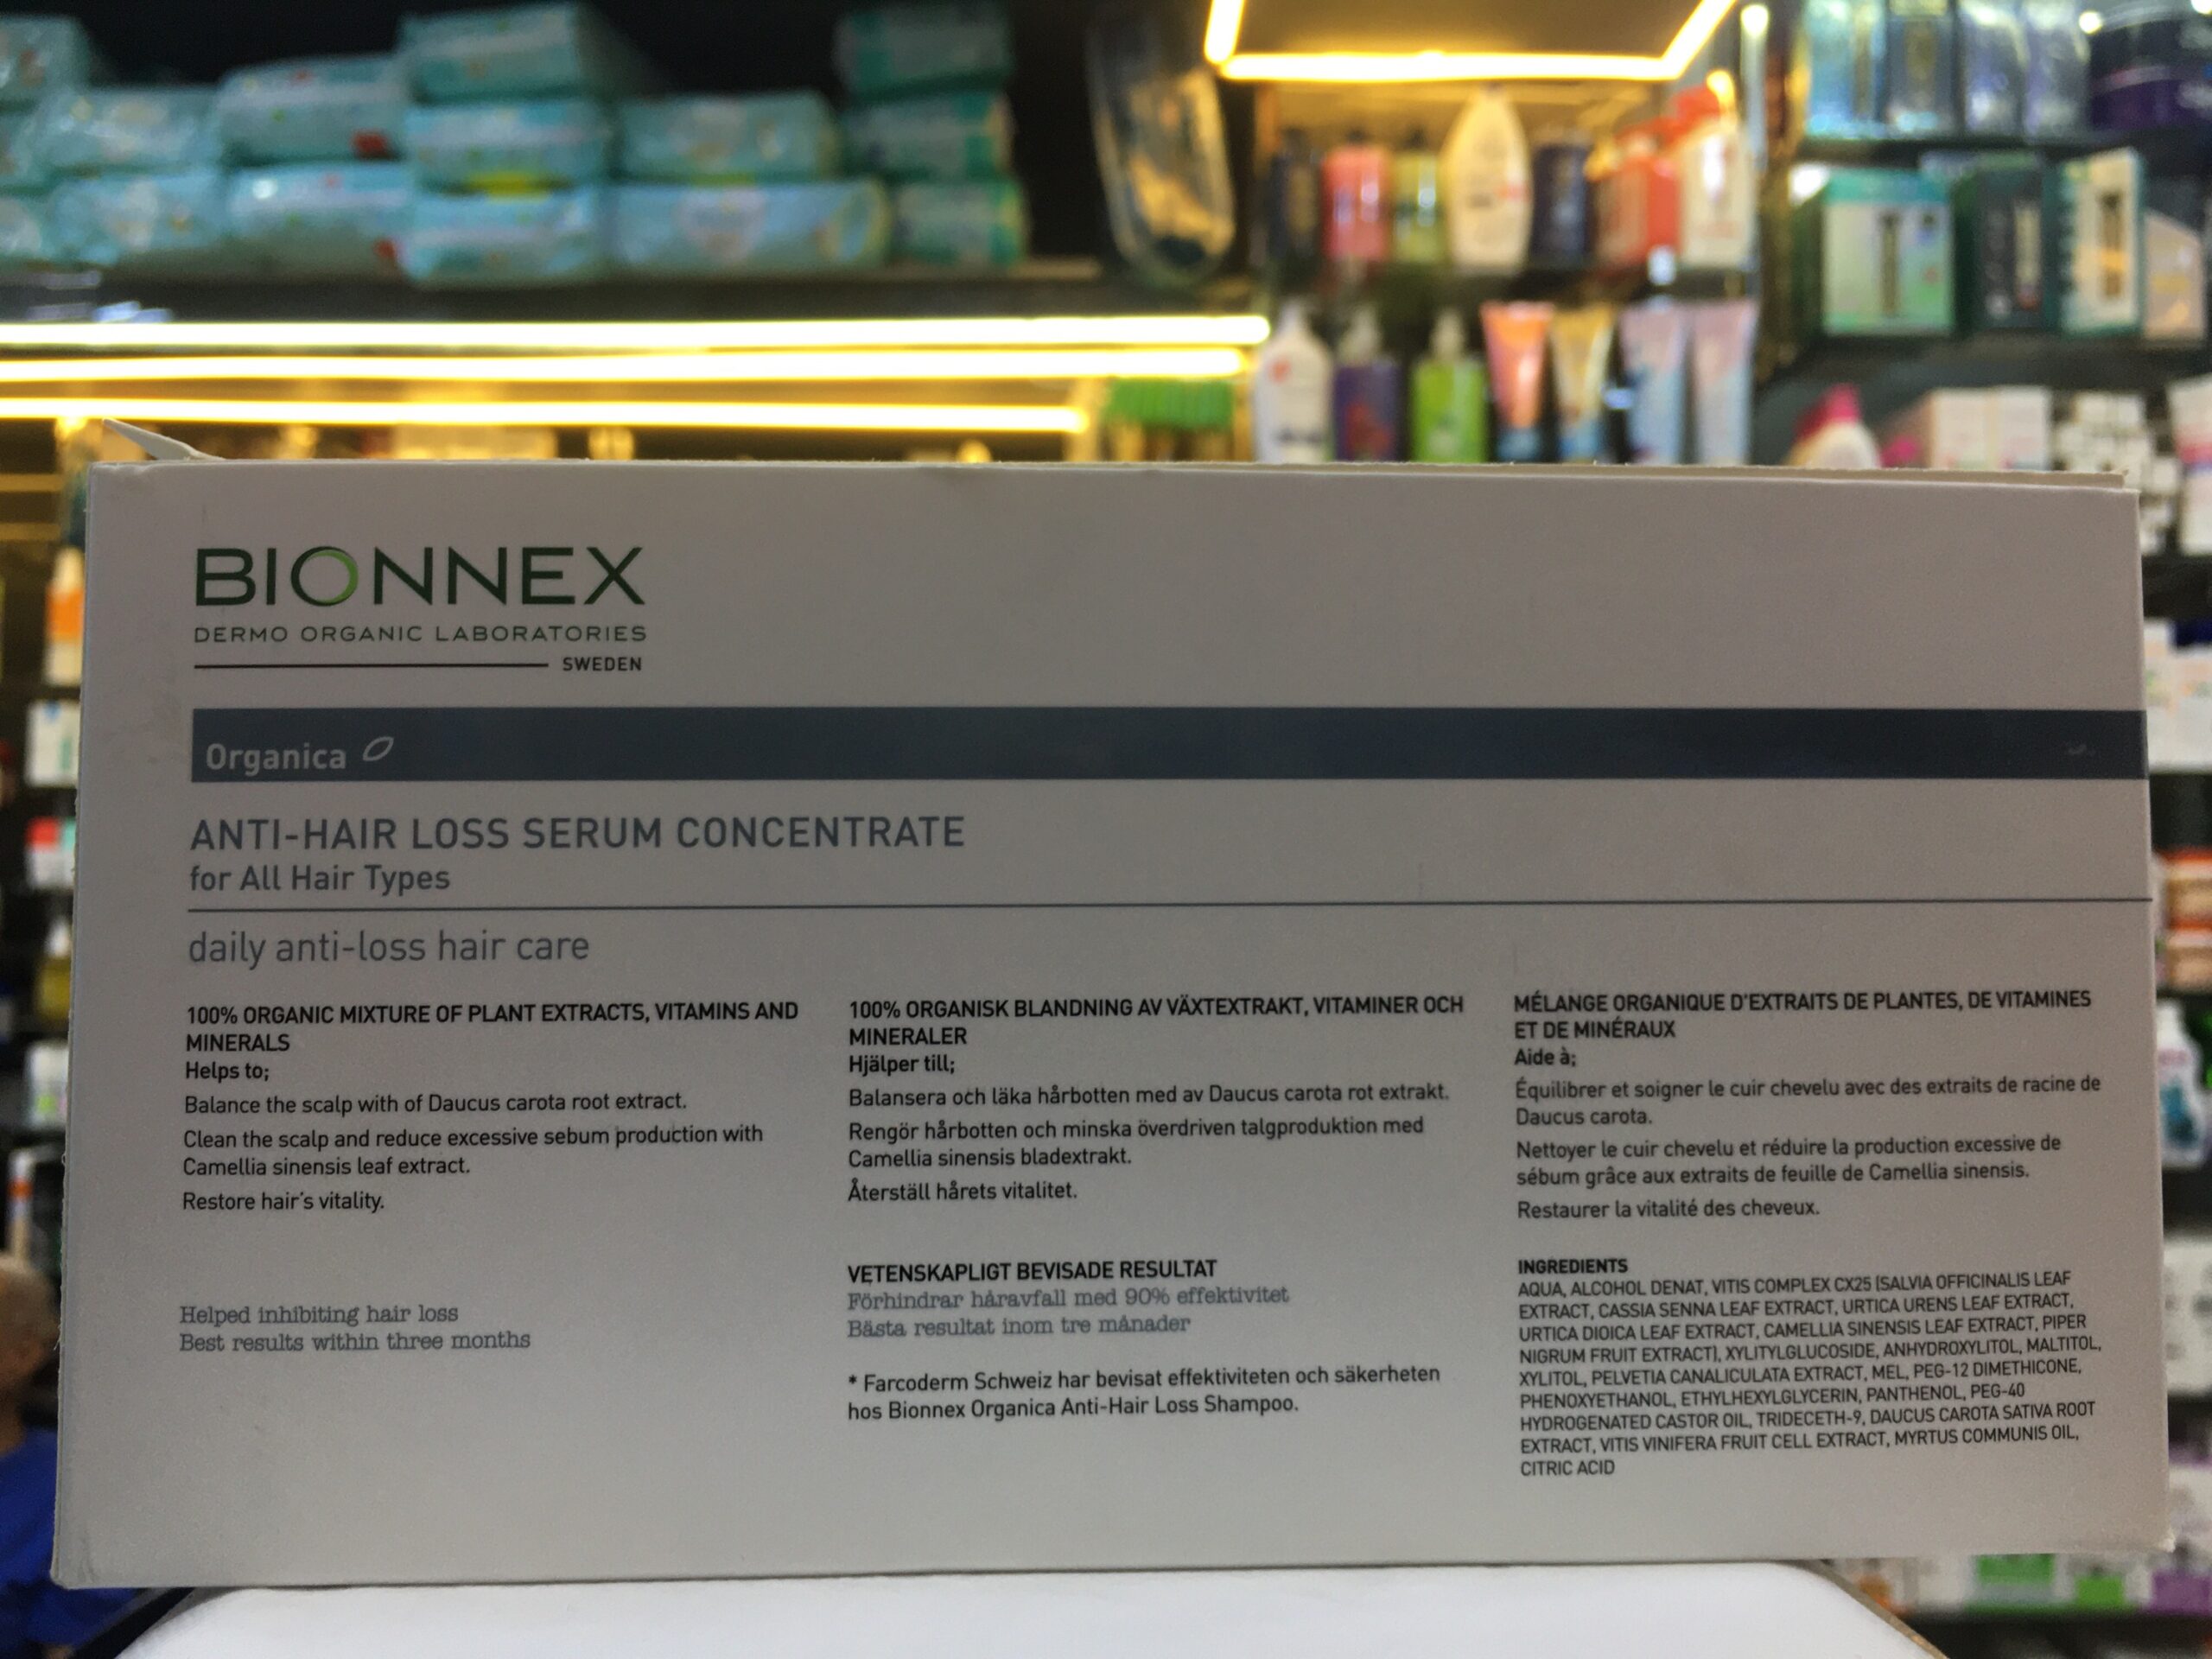 BIONNEX
DERMO ORGANIC LABORATORIES
SWEDEN
Organica
ANTI-HAIR LOSS SERUM CONCENTRATE
for All Hair Types
daily anti-loss hair care
100% ORGANIC MIXTURE OF PLANT EXTRACTS, VITAMINS AND
MINERALS
Helps to;
Balance the scalp with of Daucus carota root extract.
Clean the scalp and reduce excessive sebum production with
Camellia sinensis leaf extract.
Restore hair's vitality.
Helped inhibiting hair loss
Best results within three months
100% ORGANISK BLANDNING AV VÄXTEXTRAKT, VITAMINER OCH
MINERALER
Hjälper till;
Balansera och läka hårbotten med av Daucus carota rot extrakt.
Rengör hårbotten och minska överdriven talgproduktion med
Camellia sinensis bladextrakt.
Återställ hårets vitalitet.
VETENSKAPLIGT BEVISADE RESULTAT
Förhindrar håravfall med 90% effektivitet
Bästa resultat inom tre månader
* Farcoderm Schweiz har bevisat effektiviteten och säkerheten
hos Bionnex Organica Anti-Hair Loss Shampoo.
MÉLANGE ORGANIQUE D'EXTRAITS DE PLANTES, DE VITAMINES
ET DE MINÉRAUX
Aide à;
Équilibrer et soigner le cuir chevelu avec des extraits de racine de
Daucus carota.
Nettoyer le cuir chevelu et réduire la production excessive de
sébum grâce aux extraits de feuille de Camellia sinensis.
Restaurer la vitalité des cheveux.
INGREDIENTS
AQUA, ALCOHOL DENAT, VITIS COMPLEX CX25 (SALVIA OFFICINALIS LEAF
EXTRACT, CASSIA SENNA LEAF EXTRACT, URTICA URENS LEAF EXTRACT,
URTICA DIOICA LEAF EXTRACT, CAMELLIA SINENSIS LEAF EXTRACT, PIPER
NIGRUM FRUIT EXTRACT), XYLITYLGLUCOSIDE, ANHYDROXYLITOL, MALTITOL,
XYLITOL, PELVETIA CANALICULATA EXTRACT, MEL, PEG-12 DIMETHICONE,
PHENOXYETHANOL, ETHYLHEXYLGLYCERIN, PANTHENOL, PEG-40
HYDROGENATED CASTOR OIL, TRIDECETH-9, DAUCUS CAROTA SATIVA ROOT
EXTRACT, VITIS VINIFERA FRUIT CELL EXTRACT, MYRTUS COMMUNIS OIL,
CITRIC ACID